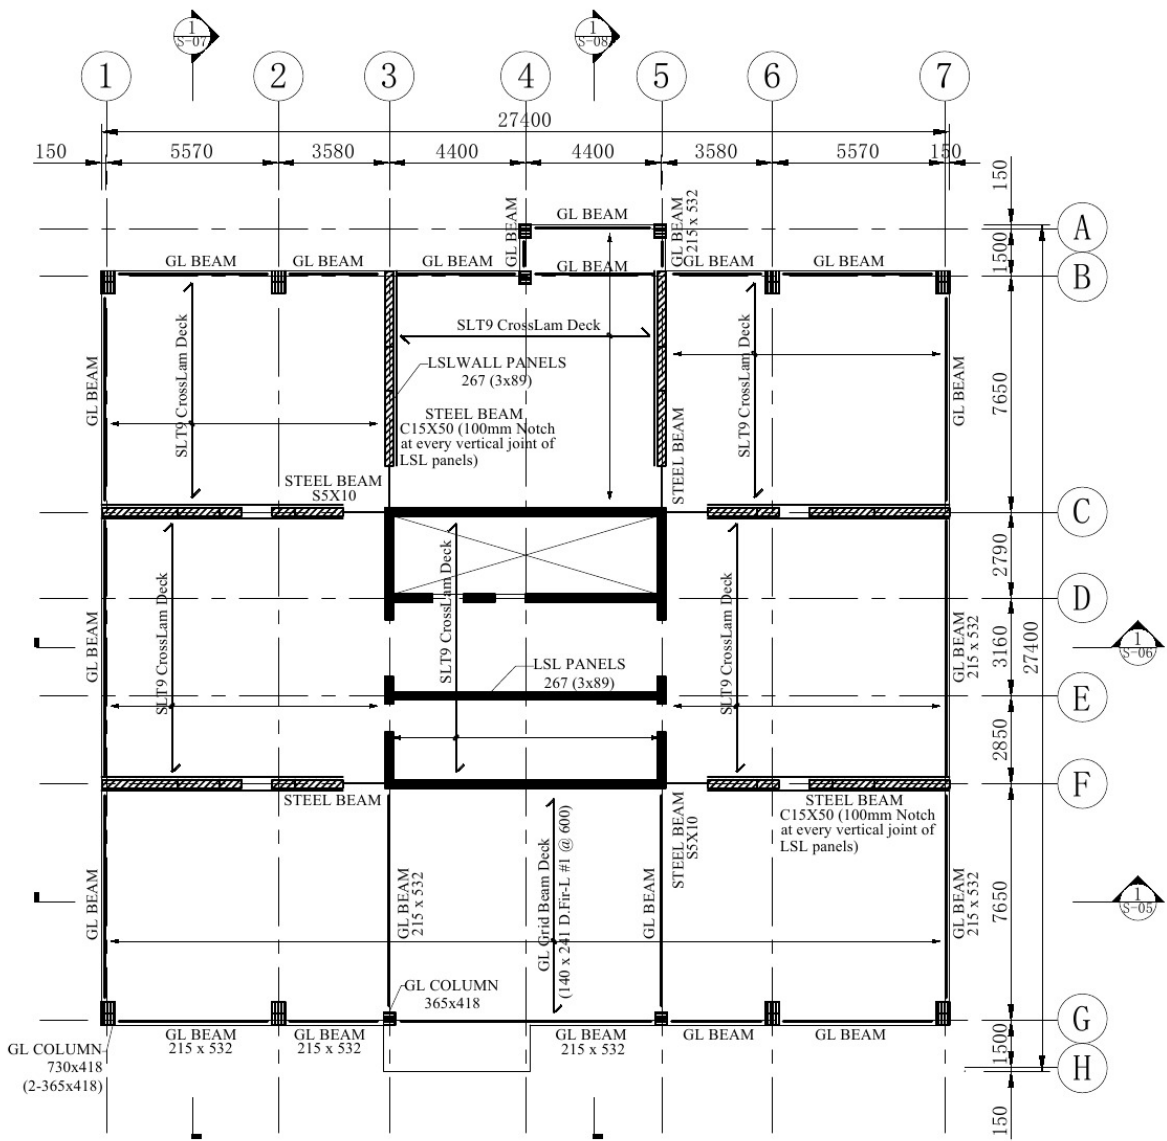 1
S-07
1
S-08
1
2
3
4
5
6
7
27400
150
5570
3580
4400
4400
3580
5570
150
150
GL BEAM
GL BEAM
GL BEAM
215 x 532
A
1500
GL BEAM
GL BEAM
GL BEAM
GL BEAM
GL BEAM
GL BEAM
B
SLT9 CrossLam Deck
SLT9 CrossLam Deck
SLT9 CrossLam Deck
GL BEAM
GL BEAM
7650
LSLWALL PANELS
267 (3x89)
STEEL BEAM
C15X50 (100mm Notch
at every vertical joint of
LSL panels)
STEEL BEAM
STEEL BEAM
S5X10
C
2790
SLT9 CrossLam Deck
SLT9 CrossLam Deck
SLT9 CrossLam Deck
D
GL BEAM
GL BEAM
215 x 532
3160
27400
1
S-06
LSL PANELS
267 (3x89)
E
2850
F
STEEL BEAM
STEEL BEAM
S5X10
STEEL BEAM
C15X50 (100mm Notch
at every vertical joint of
LSL panels)
GL Grid Beam Deck
(140 x 241 D.Fir-L #1 @ 600)
GL BEAM
GL BEAM
215 x 532
GL BEAM
GL BEAM
215 x 532
7650
1
S-05
GL COLUMN
365x418
G
GL BEAM
215 x 532
GL BEAM
215 x 532
GL BEAM
215 x 532
GL BEAM
GL BEAM
GL COLUMN
730x418
(2-365x418)
1500
H
150